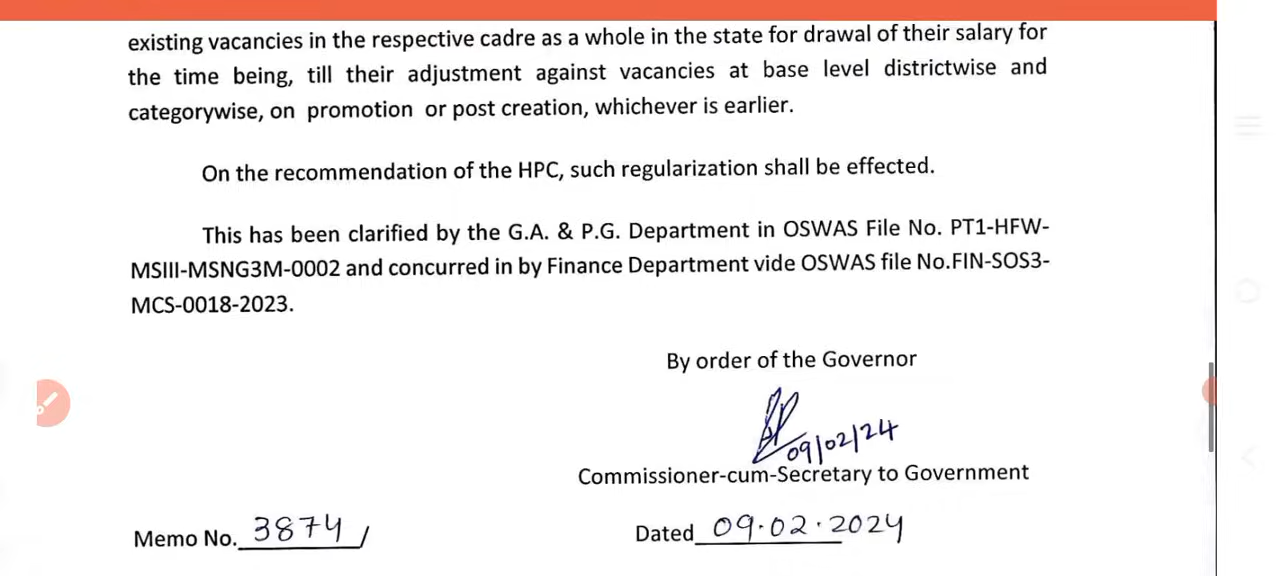 existing vacancies in the respective cadre as a whole in the state for drawal of their salary for
the time being, till their adjustment against vacancies at base level districtwise and
categorywise, on promotion or post creation, whichever is earlier.
On the recommendation of the HPC, such regularization shall be effected.
This has been clarified by the G.A. & P.G. Department in OSWAS File No. PT1-HFW-
MSIII-MSNG3M-0002 and concurred in by Finance Department vide OSWAS file No.FIN-SOS3-
MCS-0018-2023.
By order of the Governor
09/02/24
Commissioner-cum-Secretary to Government
Memo No. 3874/
Dated 09.02.2024